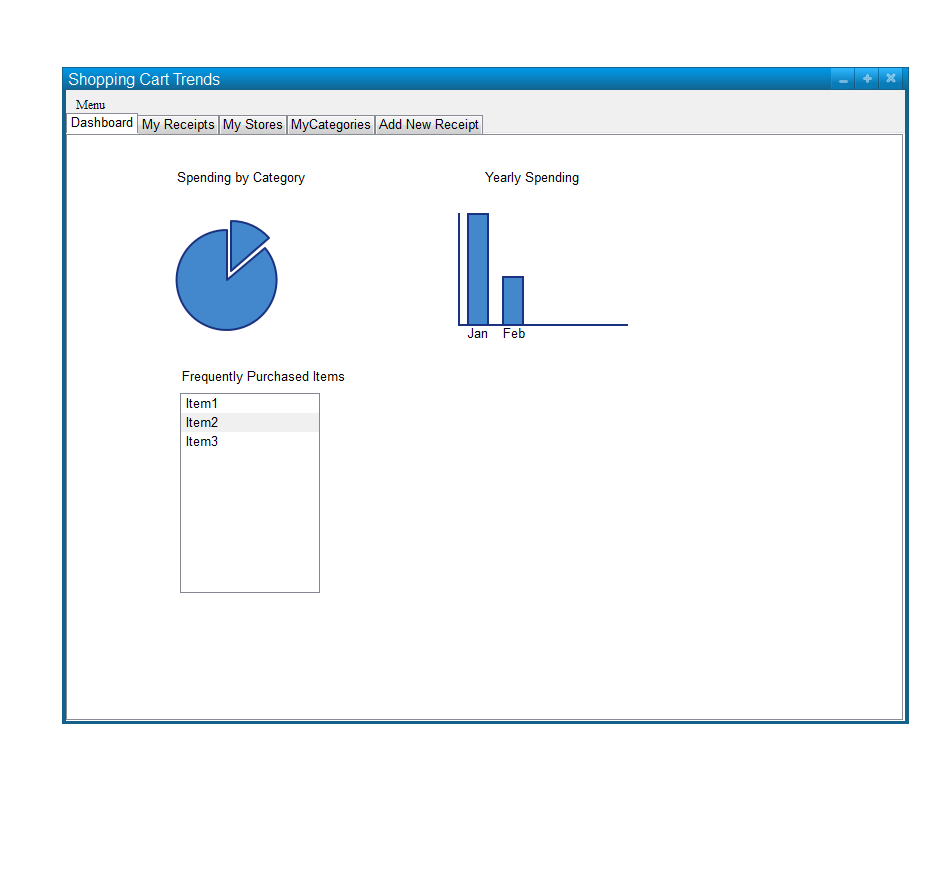 Shopping Cart Trends
Menu
Dashboard My Receipts My Stores MyCategories Add New Receipt
Spending by Category
Yearly Spending
Jan Feb
Frequently Purchased Items
Item1
Item2
Item3